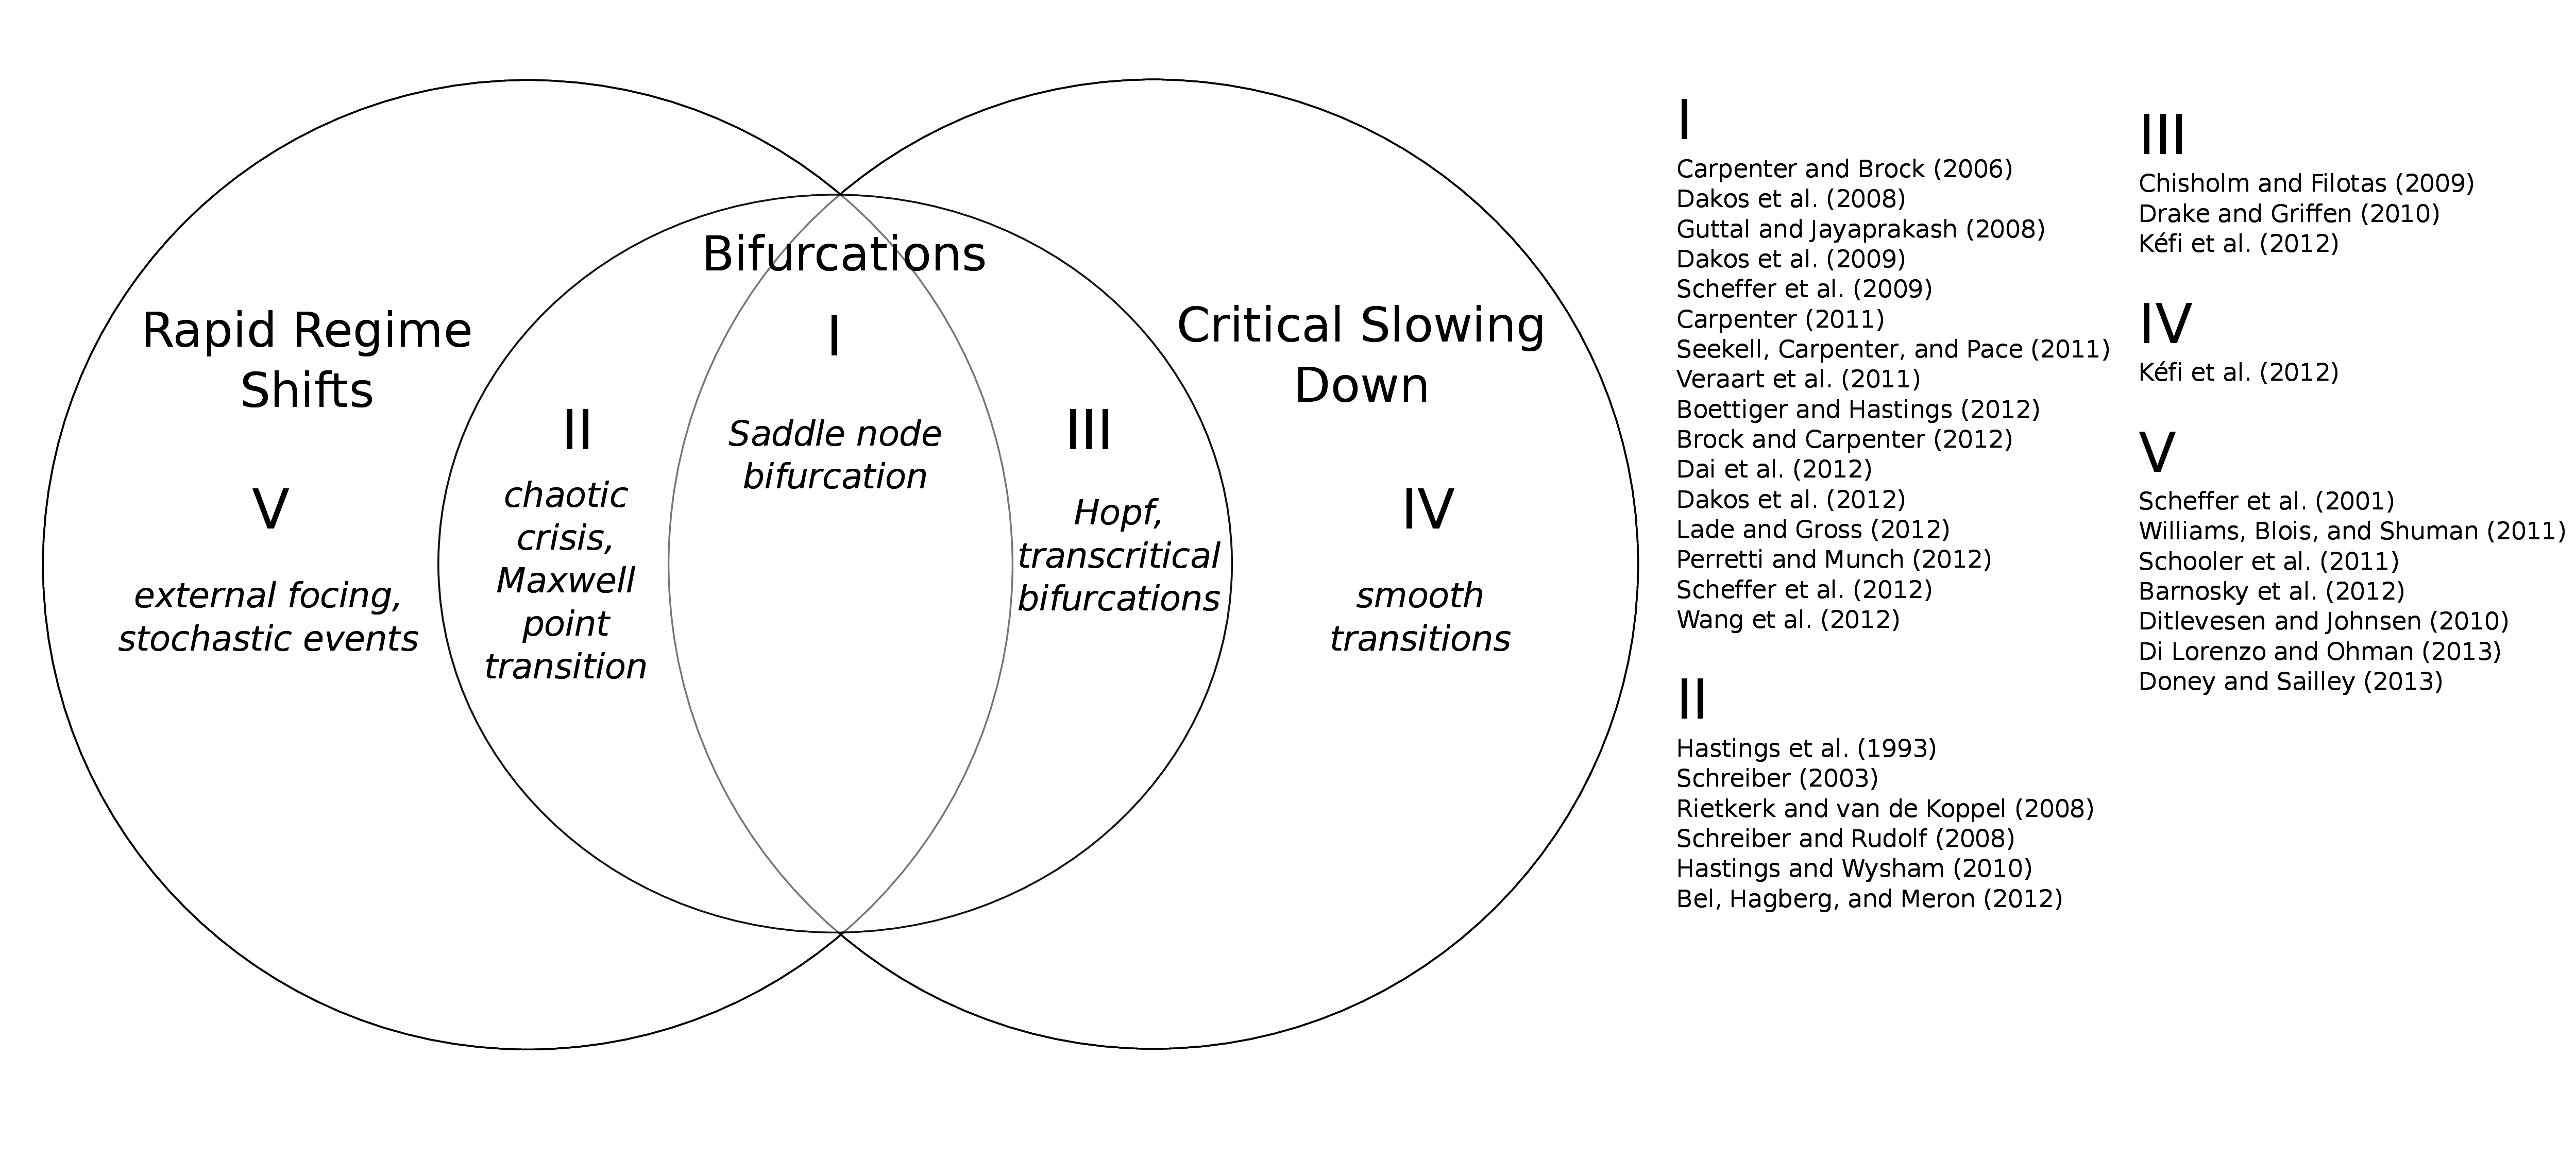 Bifurcations
Rapid Regime
Shifts
Critical Slowing
Down
I
Saddle node
bifurcation
II
chaotic
crisis,
Maxwell
point
transition
III
Hopf,
transcritical
bifurcations
V
external focing,
stochastic events
IV
smooth
transitions
I
Carpenter and Brock (2006)
Dakos et al. (2008)
Guttal and Jayaprakash (2008)
Dakos et al. (2009)
Scheffer et al. (2009)
Carpenter (2011)
Seekell, Carpenter, and Pace (2011)
Veraart et al. (2011)
Boettiger and Hastings (2012)
Brock and Carpenter (2012)
Dai et al. (2012)
Dakos et al. (2012)
Lade and Gross (2012)
Perretti and Munch (2012)
Scheffer et al. (2012)
Wang et al. (2012)
II
Hastings et al. (1993)
Schreiber (2003)
Rietkerk and van de Koppel (2008)
Schreiber and Rudolf (2008)
Hastings and Wysham (2010)
Bel, Hagberg, and Meron (2012)
III
Chisholm and Filotas (2009)
Drake and Griffen (2010)
Kéfi et al. (2012)
IV
Kéfi et al. (2012)
V
Scheffer et al. (2001)
Williams, Blois, and Shuman (2011)
Schooler et al. (2011)
Barnosky et al. (2012)
Ditlevesen and Johnsen (2010)
Di Lorenzo and Ohman (2013)
Doney and Sailley (2013)